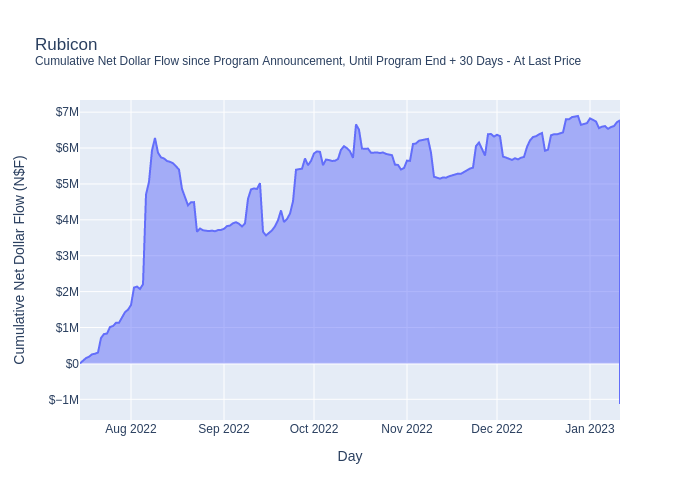 Rubicon
Cumulative Net Dollar Flow since Program Announcement, Until Program End + 30 Days - At Last Price
$7M
$6M
$5M
$4M
$3M
$2M
$1M
$0
$−1M
Cumulative Net Dollar Flow (N$F)
Aug 2022 Sep 2022 Oct 2022 Nov 2022 Dec 2022 Jan 2023
Day